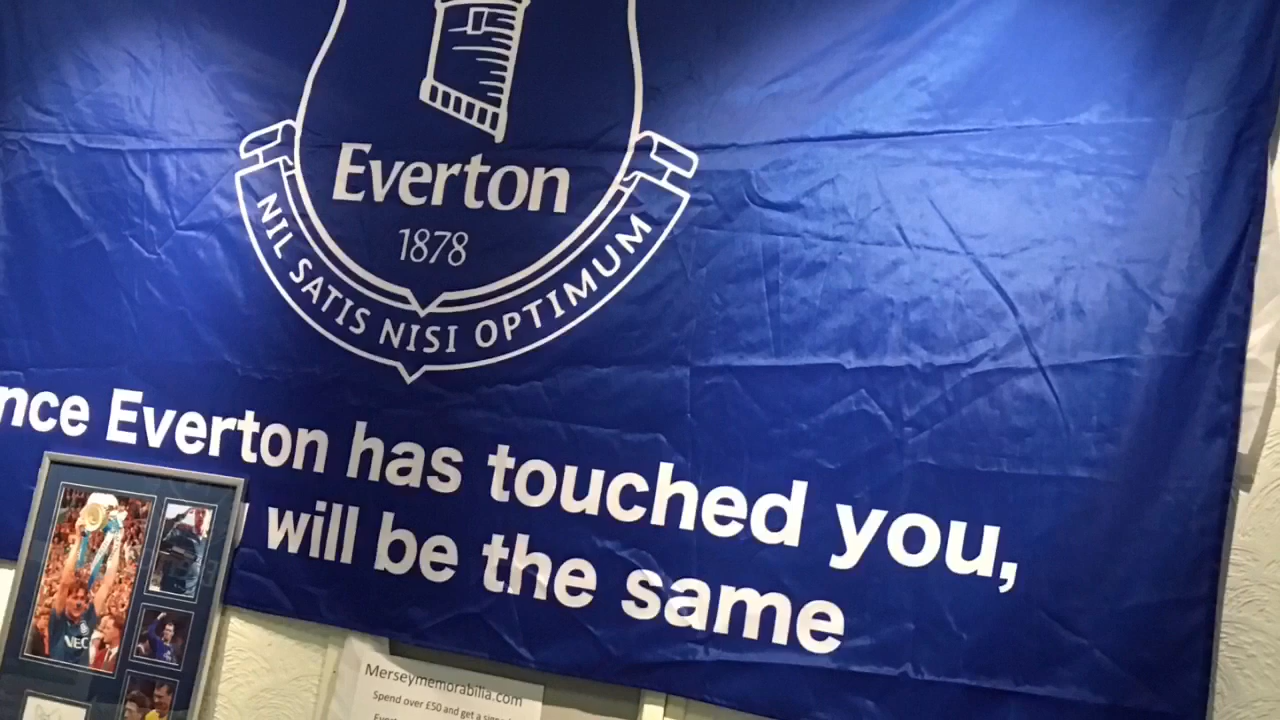 Everton
1878
NIL SATIS NISI OPTIMUM
nce Everton has touched you,
will be the same
NEC
Merseymemorabilia.com
Spend over £50 and get a